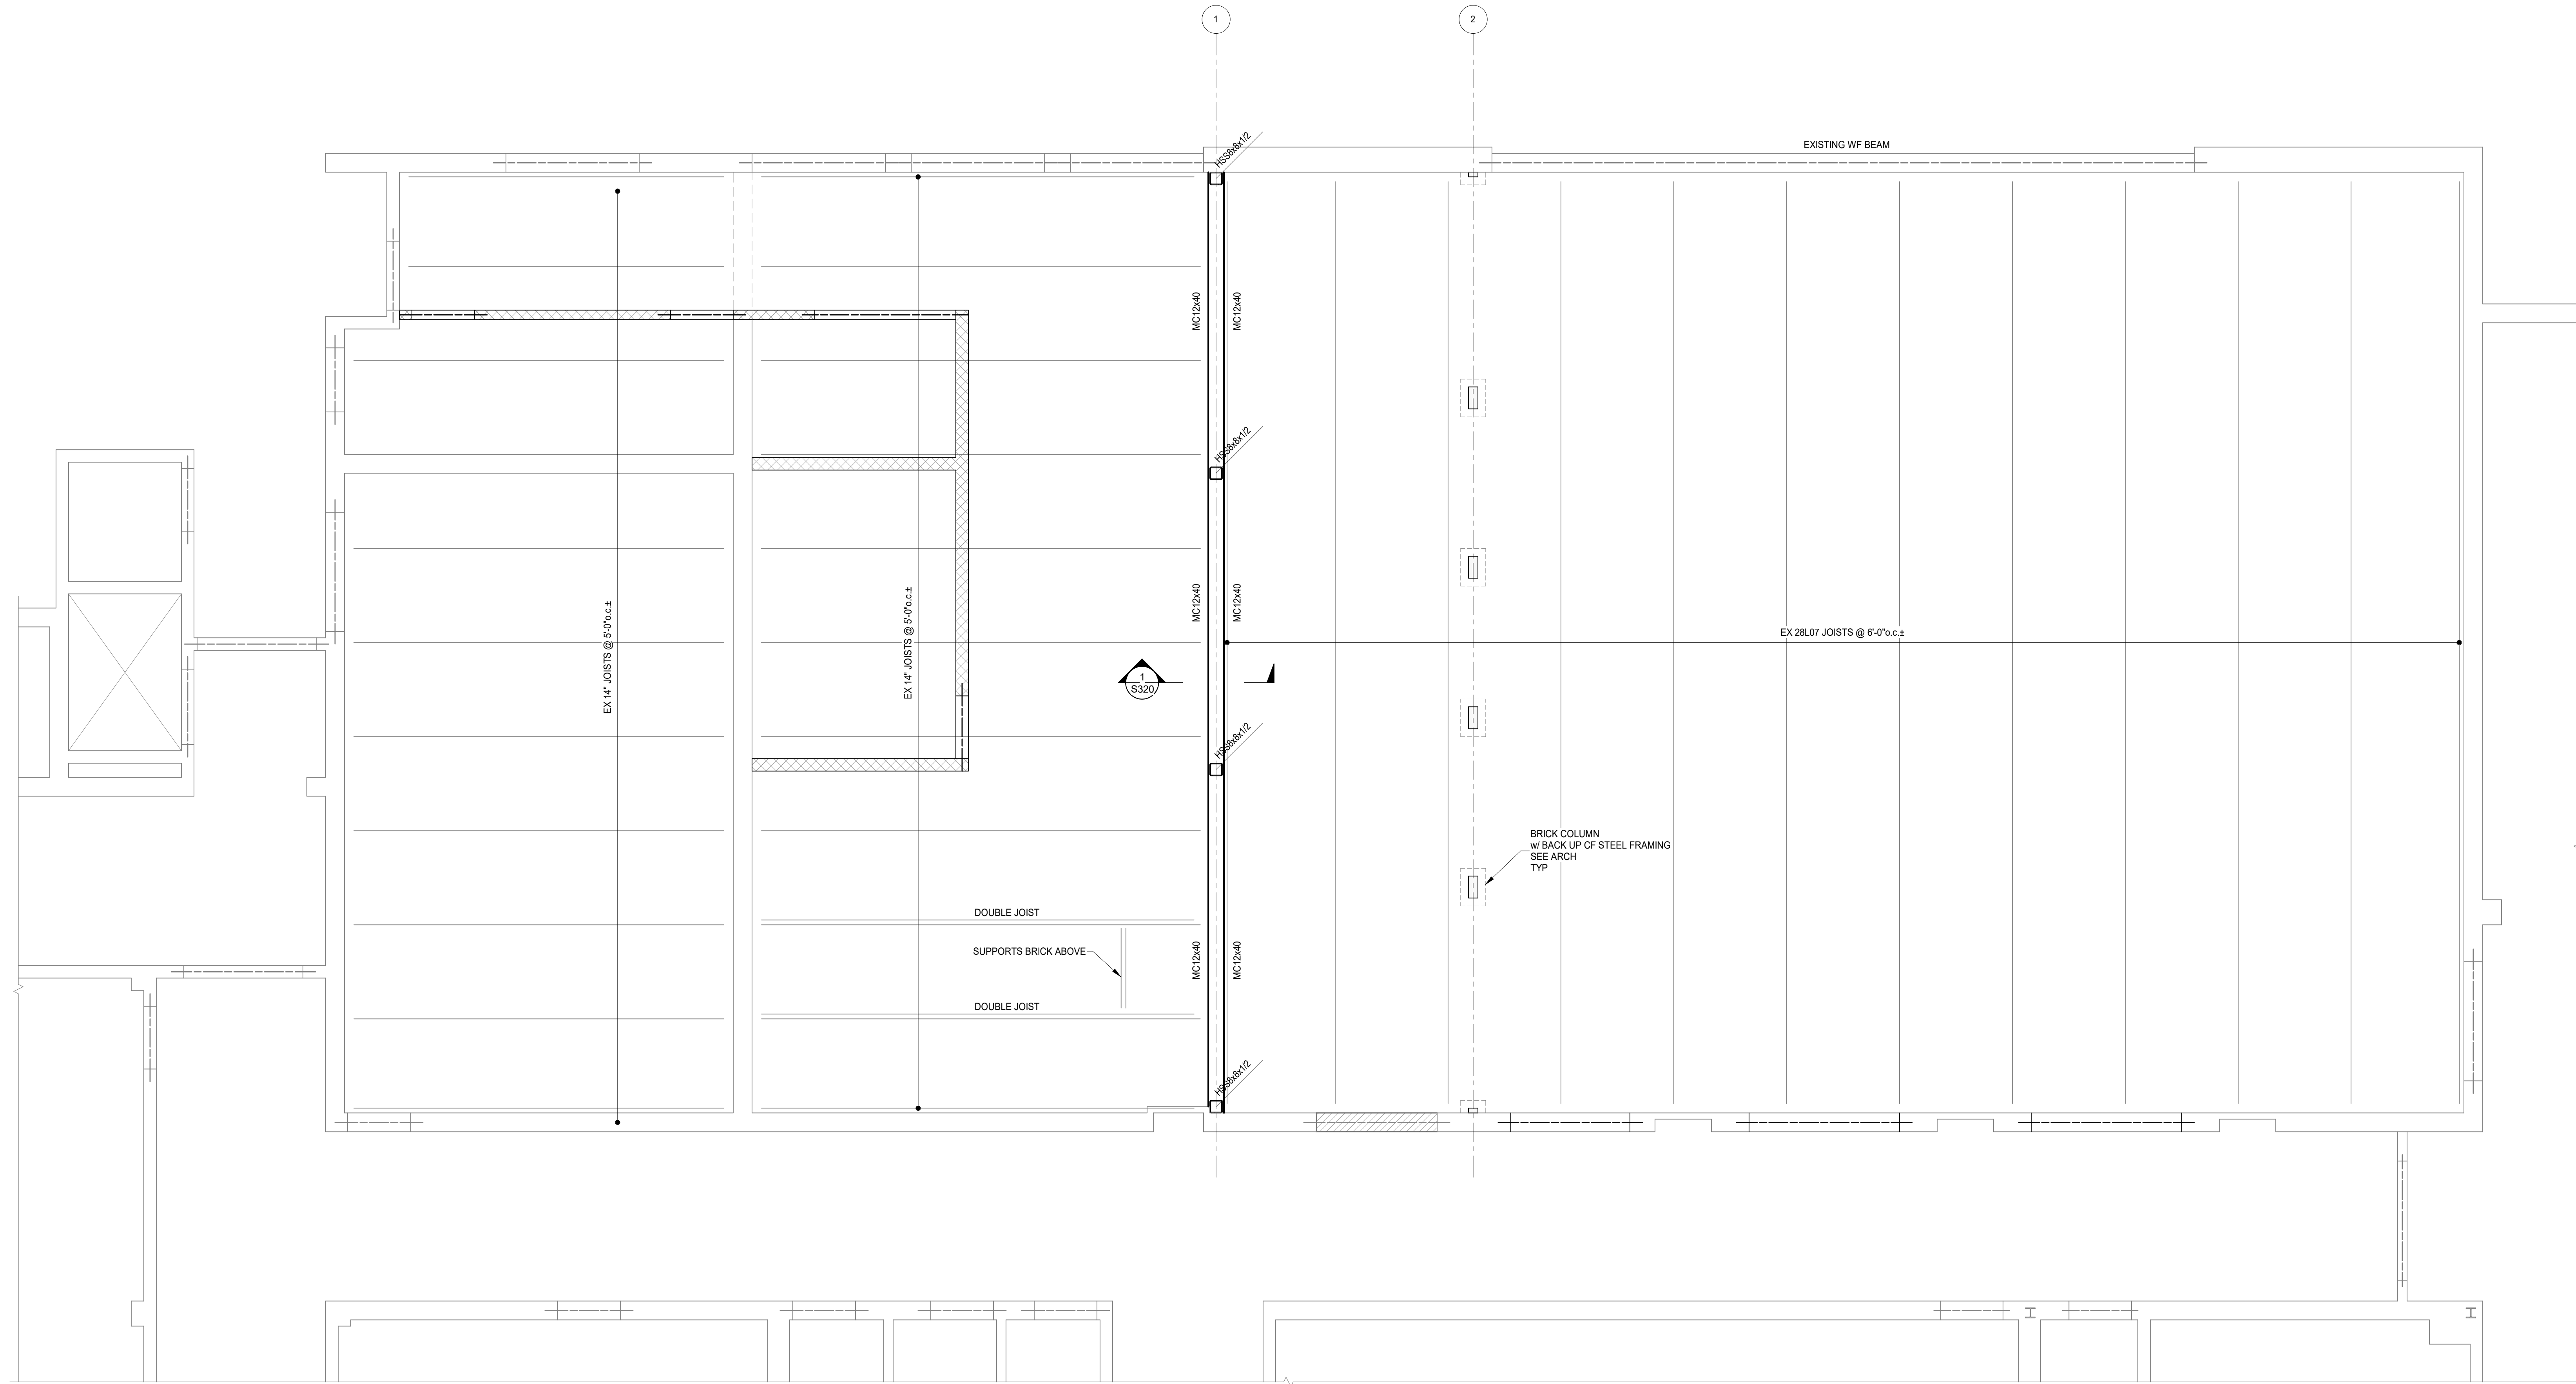 1
2
HSS8x8x1/2
EXISTING WF BEAM
MC12x40
MC12x40
HSS8x8x1/2
EX 14" JOISTS @ 5'-0"o.c.±
EX 14" JOISTS @ 5'-0"o.c.±
MC12x40
MC12x40
EX 28L07 JOISTS @ 6'-0"o.c.±
1
S320
HSS8x8x1/2
BRICK COLUMN
w/ BACK UP CF STEEL FRAMING
SEE ARCH
TYP
DOUBLE JOIST
SUPPORTS BRICK ABOVE
MC12x40
MC12x40
DOUBLE JOIST
HSS8x8x1/2